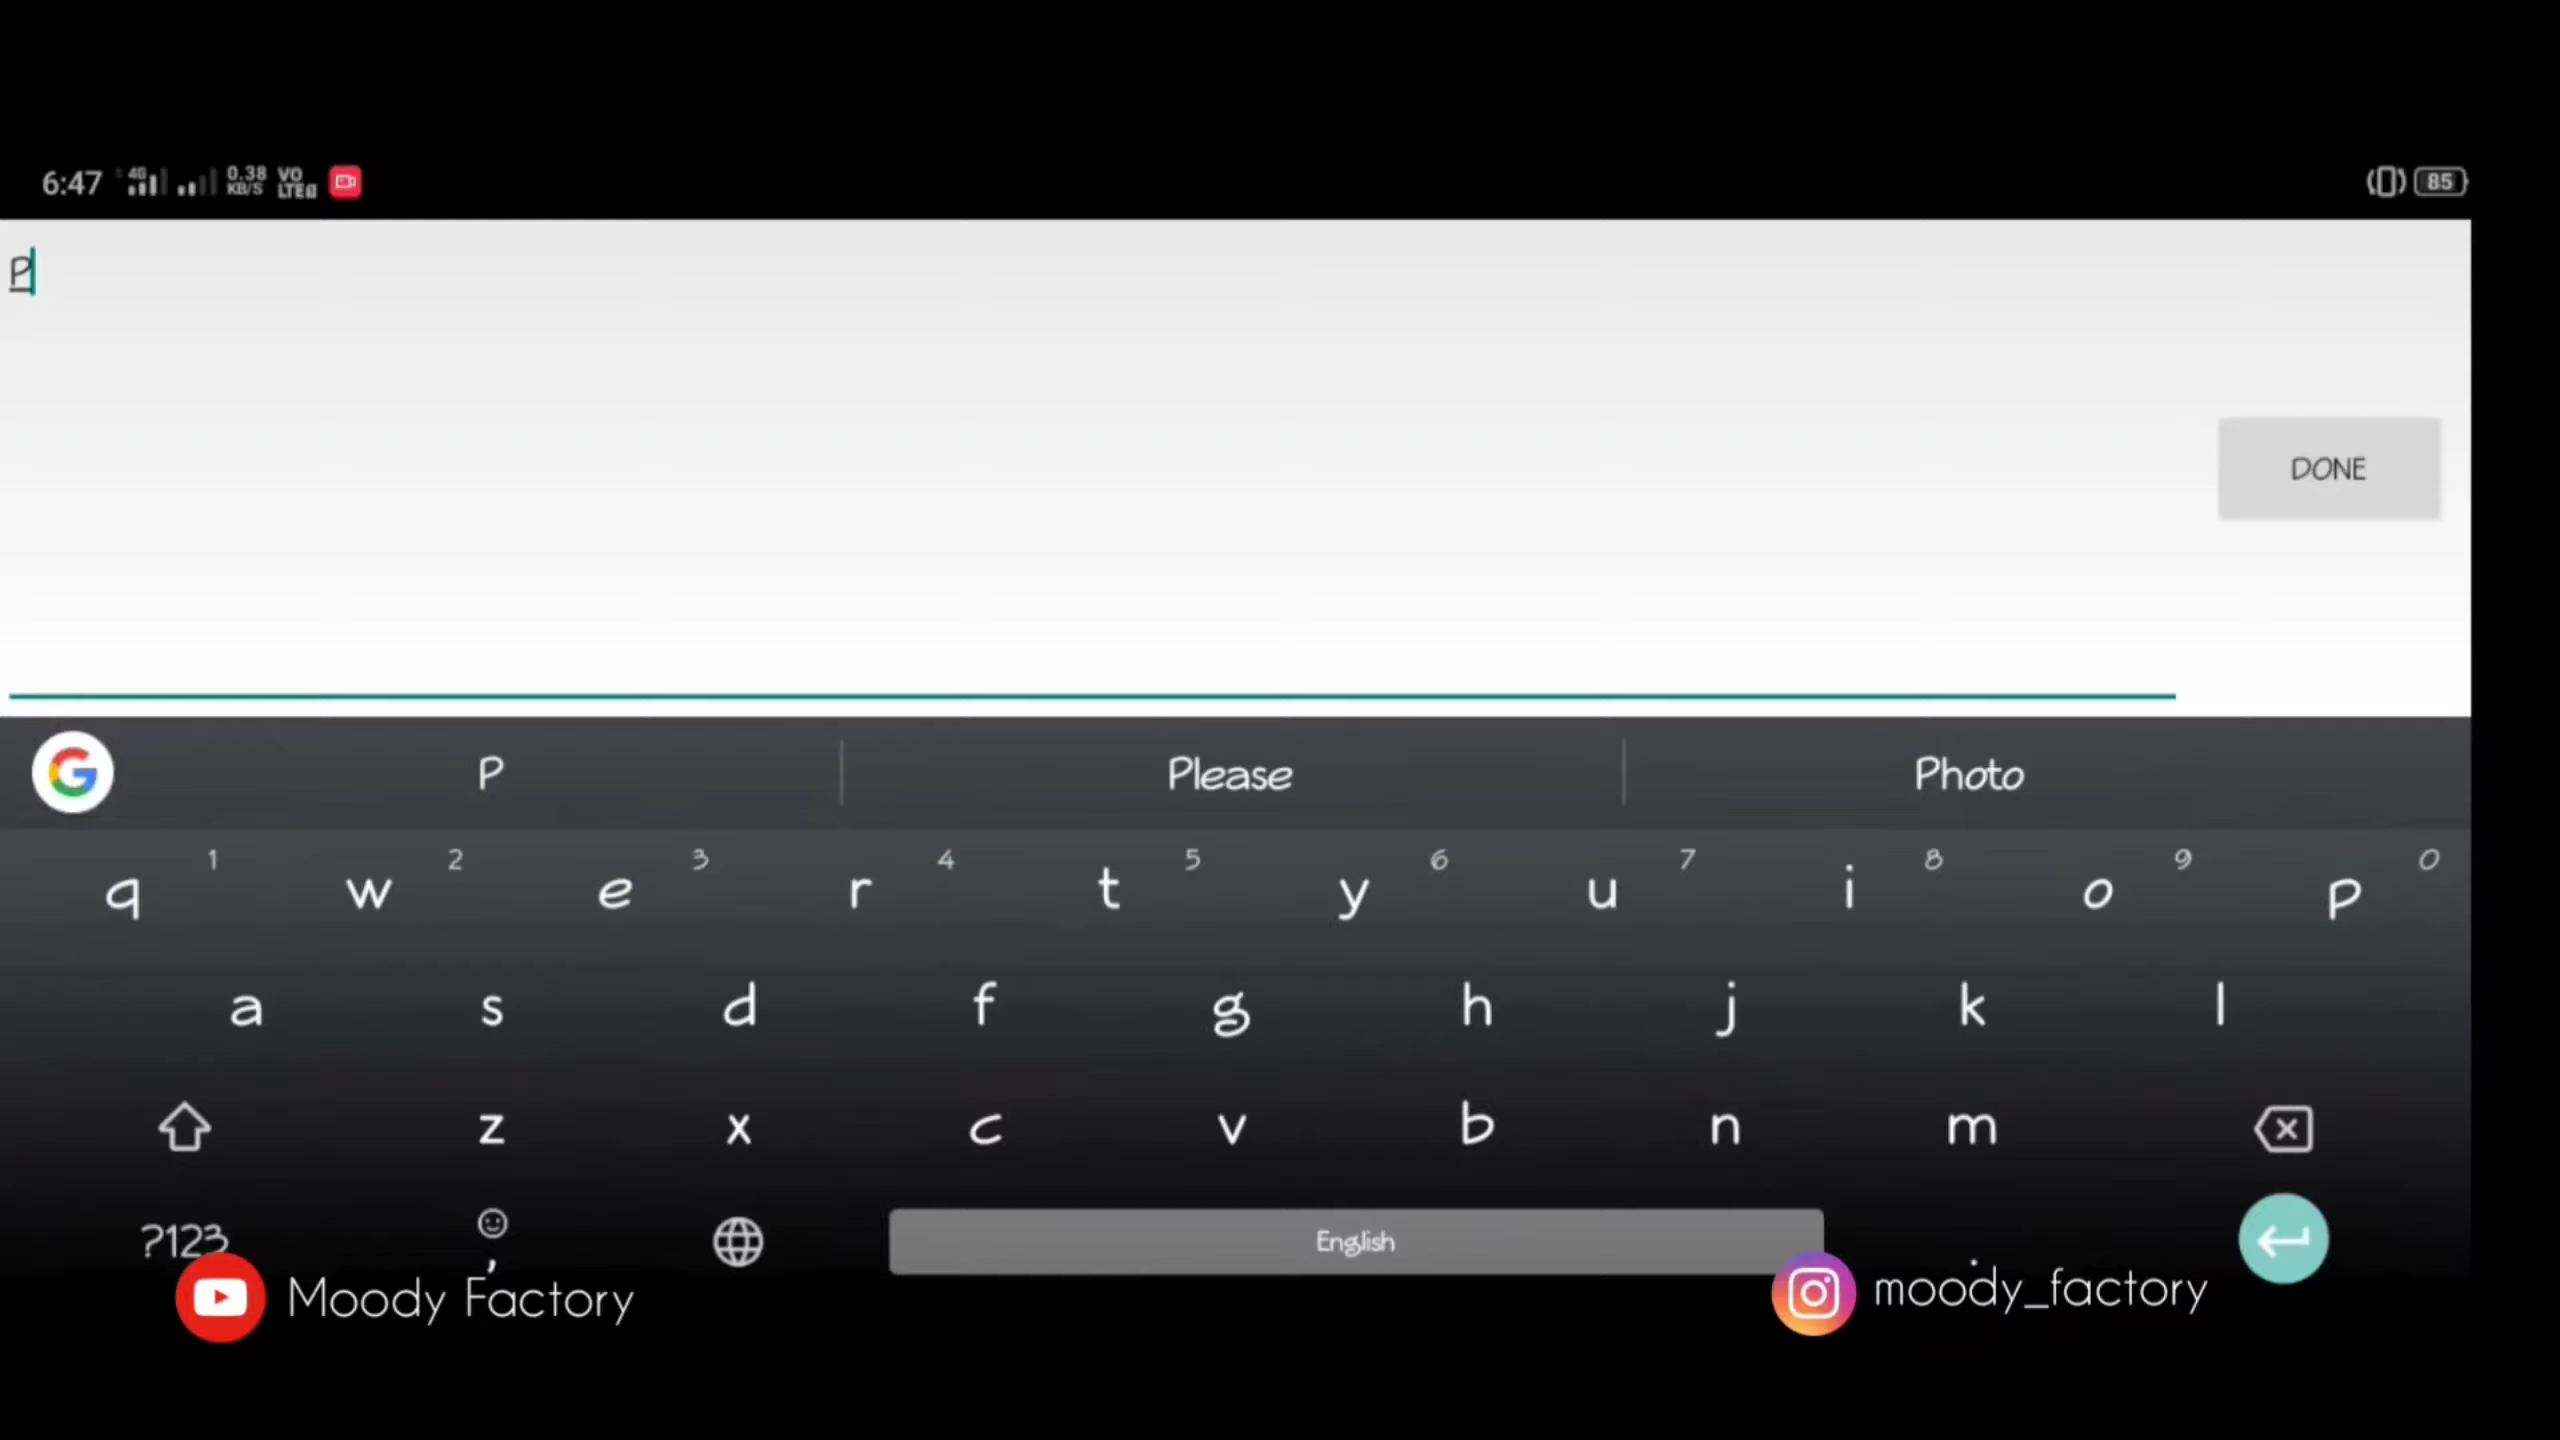 6:47 4G 0.38 KB/S VO LTE 85
P
DONE
P Please Photo
1 2 3 4 5 6 7 8 9 0
q w e r t y u i o p
a s d f g h j k l
z x c v b n m
?123 , English .
Moody Factory moody_factory